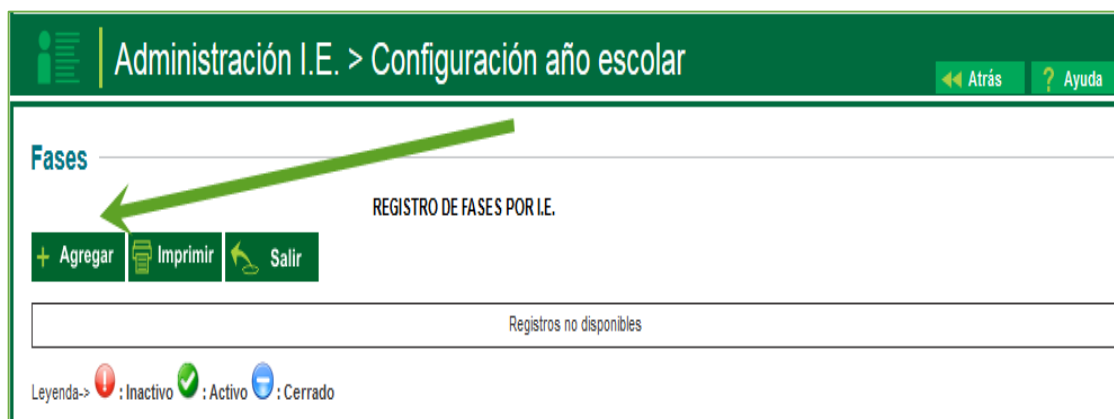 Administración I.E. > Configuración año escolar
Atrás ? Ayuda
Fases
REGISTRO DE FASES POR I.E.
+ Agregar Imprimir Salir
Registros no disponibles
Leyenda-> : Inactivo : Activo : Cerrado